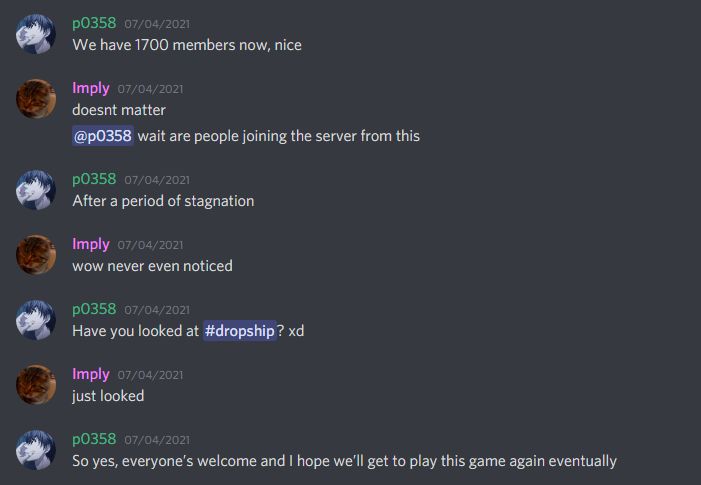 p0358 07/04/2021
We have 1700 members now, nice
Imply 07/04/2021
doesnt matter
@p0358 wait are people joining the server from this
p0358 07/04/2021
After a period of stagnation
Imply 07/04/2021
wow never even noticed
p0358 07/04/2021
Have you looked at #dropship? xd
Imply 07/04/2021
just looked
p0358 07/04/2021
So yes, everyone's welcome and I hope we'll get to play this game again eventually